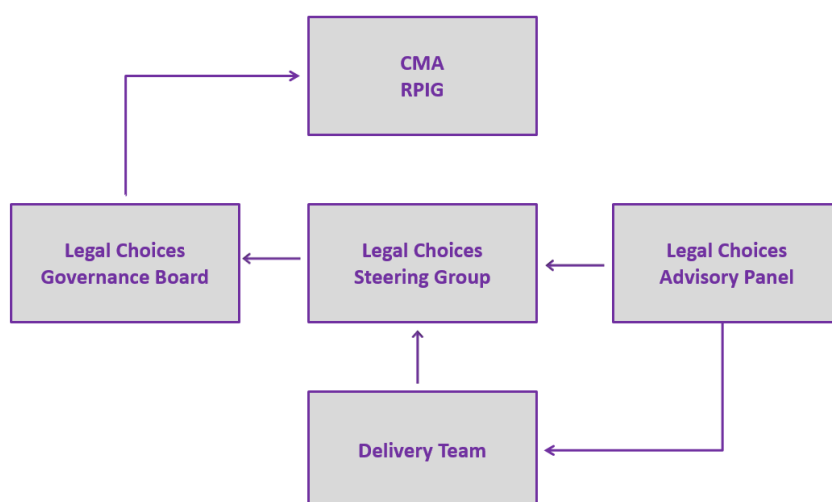 CMA
RPIG
Legal Choices
Governance Board
Legal Choices
Steering Group
Legal Choices
Advisory Panel
Delivery Team